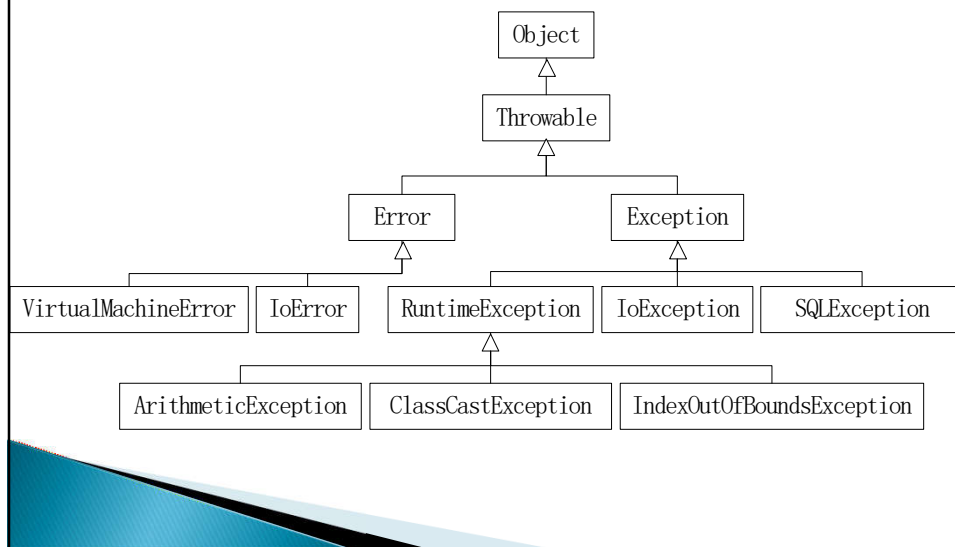 Object
Throwable
Error Exception
VirtualMachineError IoError RuntimeException IoException SQLException
ArithmeticException ClassCastException IndexOutOfBoundsException